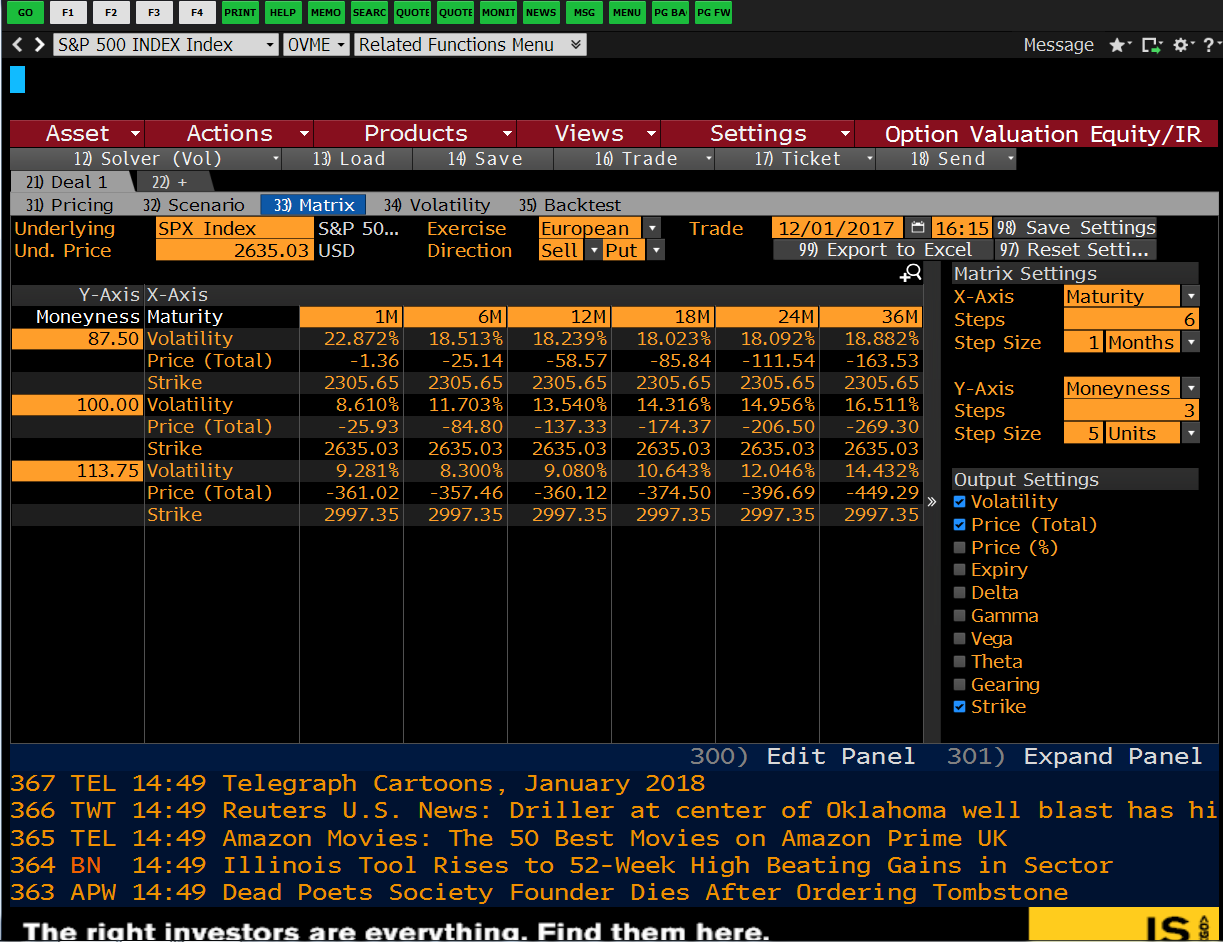 GO F1 F2 F3 F4 PRINT HELP MEMO SEARC QUOTE QUOTE MONIT NEWS MSG MENU PG BA PG FW
S&P 500 INDEX Index OVME Related Functions Menu Message ?
Asset Actions Products Views Settings Option Valuation Equity/IR
12) Solver (Vol) 13) Load 14) Save 16) Trade 17) Ticket 18) Send
21) Deal 1 22) +
31) Pricing 32) Scenario 33) Matrix 34) Volatility 35) Backtest
Underlying SPX Index S&P 50... Exercise European Trade 12/01/2017 16:15 98) Save Settings
Und. Price 2635.03 USD Direction Sell Put 99) Export to Excel 97) Reset Setti...
Matrix Settings
Y-Axis X-Axis
X-Axis Maturity
Moneyness Maturity 1M 6M 12M 18M 24M 36M
Steps 6
87.50 Volatility 22.872% 18.513% 18.239% 18.023% 18.092% 18.882%
Step Size 1 Months
Price (Total) -1.36 -25.14 -58.57 -85.84 -111.54 -163.53
Strike 2305.65 2305.65 2305.65 2305.65 2305.65 2305.65
Y-Axis Moneyness
100.00 Volatility 8.610% 11.703% 13.540% 14.316% 14.956% 16.511%
Steps 3
Price (Total) -25.93 -84.80 -137.33 -174.37 -206.50 -269.30
Step Size 5 Units
Strike 2635.03 2635.03 2635.03 2635.03 2635.03 2635.03
113.75 Volatility 9.281% 8.300% 9.080% 10.643% 12.046% 14.432%
Output Settings
Price (Total) -361.02 -357.46 -360.12 -374.50 -396.69 -449.29
Volatility
Strike 2997.35 2997.35 2997.35 2997.35 2997.35 2997.35
Price (Total)
Price (%)
Expiry
Delta
Gamma
Vega
Theta
Gearing
Strike
300) Edit Panel 301) Expand Panel
367 TEL 14:49 Telegraph Cartoons, January 2018
366 TWT 14:49 Reuters U.S. News: Driller at center of Oklahoma well blast has hi
365 TEL 14:49 Amazon Movies: The 50 Best Movies on Amazon Prime UK
364 BN 14:49 Illinois Tool Rises to 52-Week High Beating Gains in Sector
363 APW 14:49 Dead Poets Society Founder Dies After Ordering Tombstone
The right investors are everything. Find them here.
IS